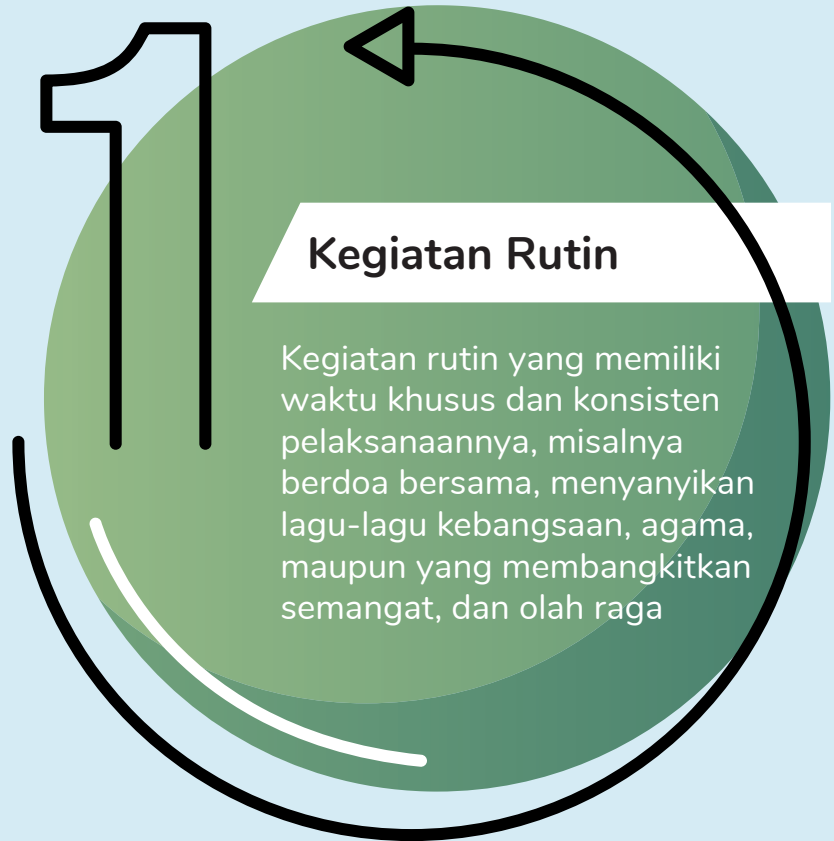 1
Kegiatan Rutin
Kegiatan rutin yang memiliki
waktu khusus dan konsisten
pelaksanaannya, misalnya
berdoa bersama, menyanyikan
lagu-lagu kebangsaan, agama,
maupun yang membangkitkan
semangat, dan olah raga